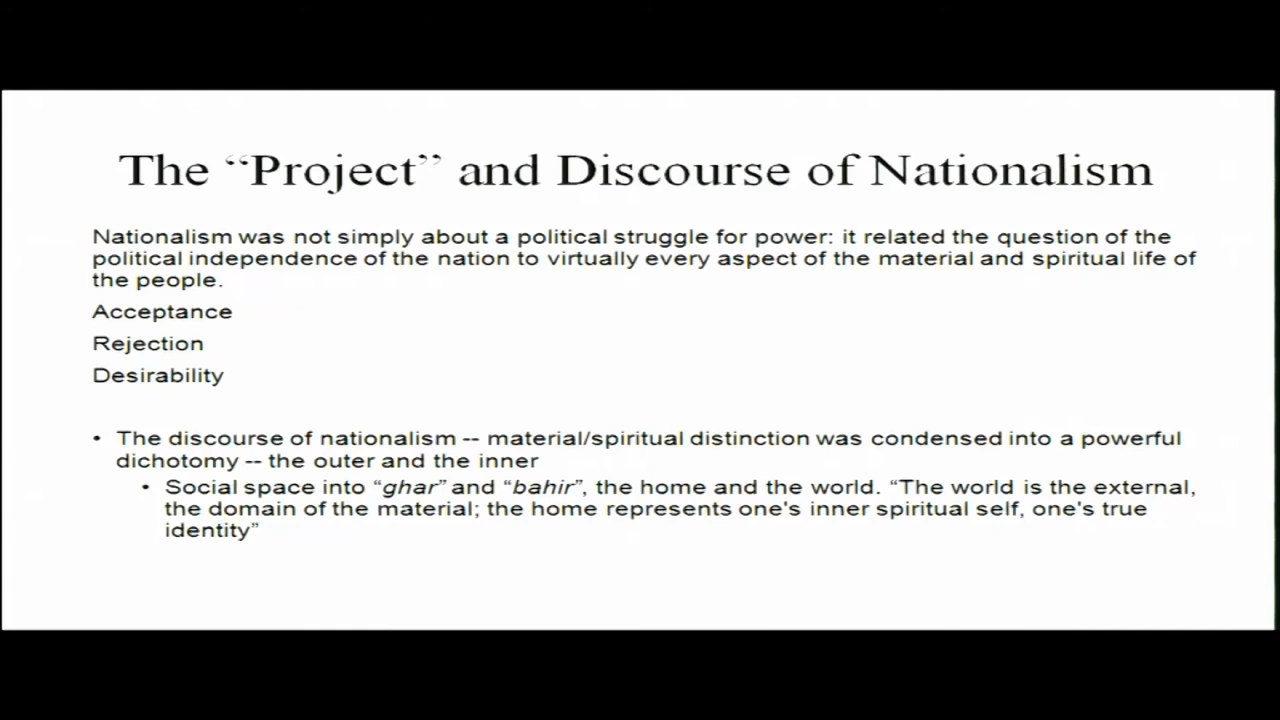 The “Project” and Discourse of Nationalism
Nationalism was not simply about a political struggle for power: it related the question of the
political independence of the nation to virtually every aspect of the material and spiritual life of
the people.
Acceptance
Rejection
Desirability
• The discourse of nationalism -- material/spiritual distinction was condensed into a powerful
dichotomy -- the outer and the inner
• Social space into “ghar” and “bahir”, the home and the world. “The world is the external,
the domain of the material; the home represents one's inner spiritual self, one's true
identity”